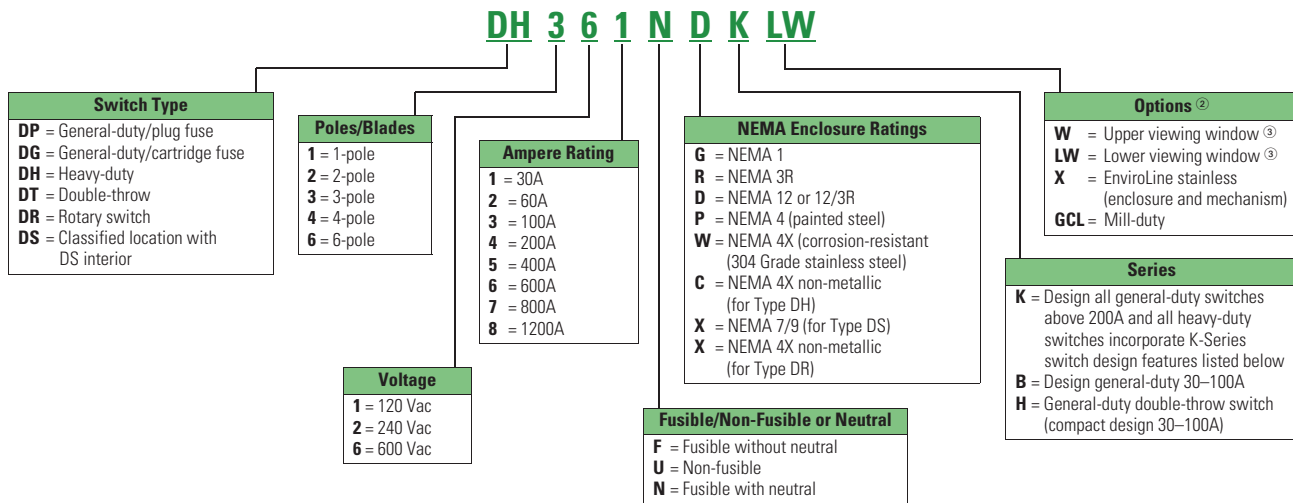 DH 3 6 1 N D K LW
Switch Type
DP = General-duty/plug fuse
DG = General-duty/cartridge fuse
DH = Heavy-duty
DT = Double-throw
DR = Rotary switch
DS = Classified location with
DS interior
Poles/Blades
1 = 1-pole
2 = 2-pole
3 = 3-pole
4 = 4-pole
6 = 6-pole
Voltage
1 = 120 Vac
2 = 240 Vac
6 = 600 Vac
Ampere Rating
1 = 30A
2 = 60A
3 = 100A
4 = 200A
5 = 400A
6 = 600A
7 = 800A
8 = 1200A
Fusible/Non-Fusible or Neutral
F = Fusible without neutral
U = Non-fusible
N = Fusible with neutral
NEMA Enclosure Ratings
G = NEMA 1
R = NEMA 3R
D = NEMA 12 or 12/3R
P = NEMA 4 (painted steel)
W = NEMA 4X (corrosion-resistant
(304 Grade stainless steel)
C = NEMA 4X non-metallic
(for Type DH)
X = NEMA 7/9 (for Type DS)
X = NEMA 4X non-metallic
(for Type DR)
Series
K = Design all general-duty switches
above 200A and all heavy-duty
switches incorporate K-Series
switch design features listed below
B = Design general-duty 30–100A
H = General-duty double-throw switch
(compact design 30–100A)
Options ②
W = Upper viewing window ③
LW = Lower viewing window ③
X = EnviroLine stainless
(enclosure and mechanism)
GCL = Mill-duty